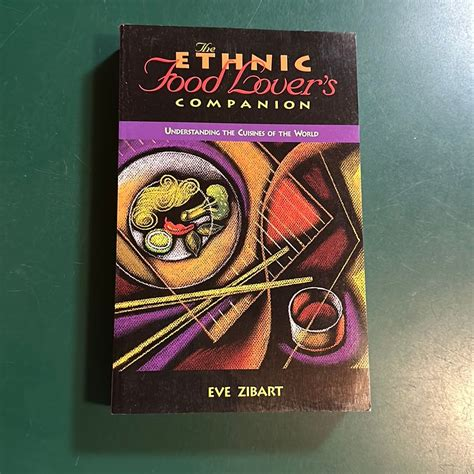 The
ETHNIC
Food Lover's
COMPANION
UNDERSTANDING THE CUISINES OF THE WORLD
EVE ZIBART